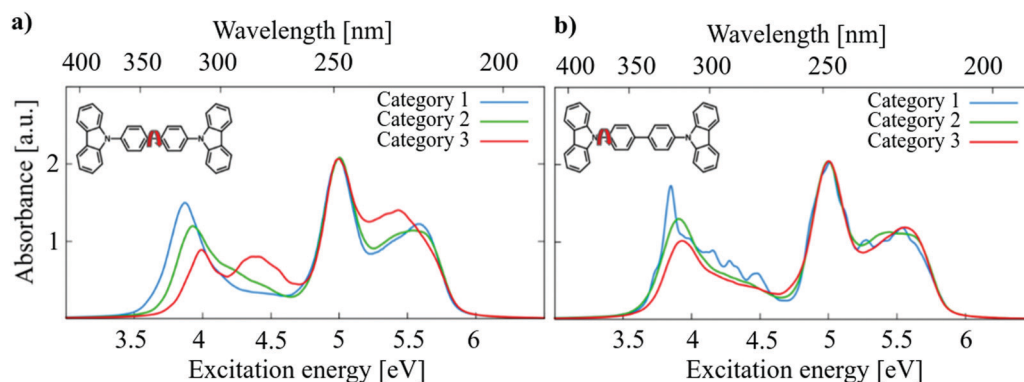 a)
Wavelength [nm]
400 350 300 250 200
Category 1
Category 2
Category 3
N
N
Absorbance [a.u.]
2
1
3.5 4 4.5 5 5.5 6
Excitation energy [eV]
b)
Wavelength [nm]
400 350 300 250 200
Category 1
Category 2
Category 3
N
N
3.5 4 4.5 5 5.5 6
Excitation energy [eV]